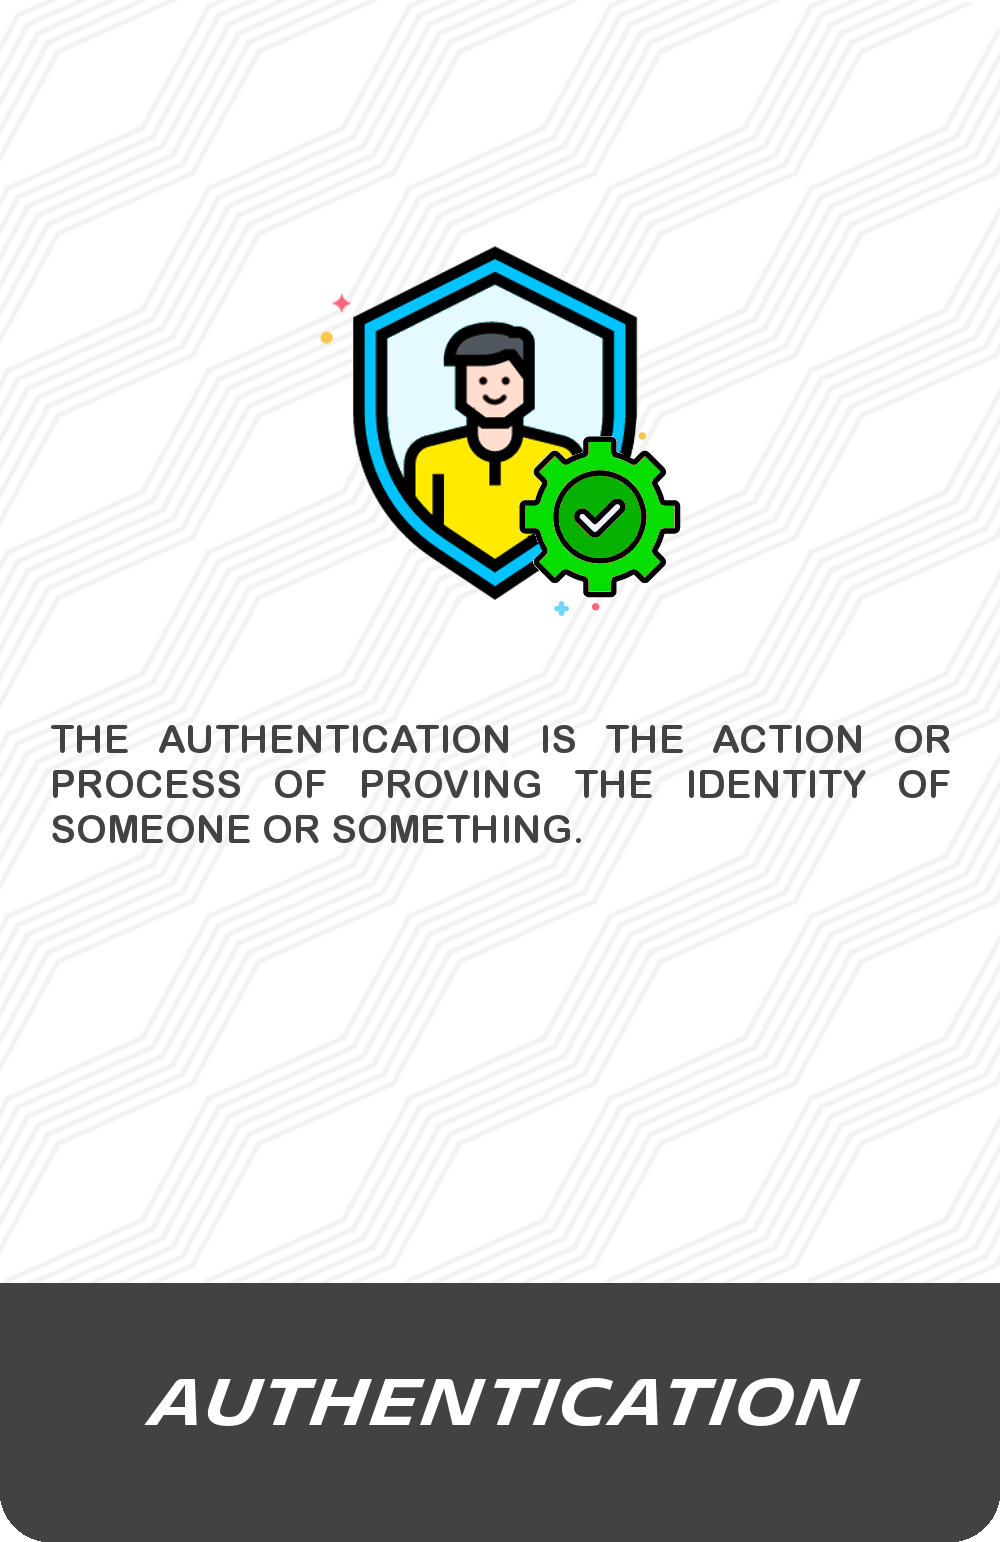 THE AUTHENTICATION IS THE ACTION OR
PROCESS OF PROVING THE IDENTITY OF
SOMEONE OR SOMETHING.
AUTHENTICATION